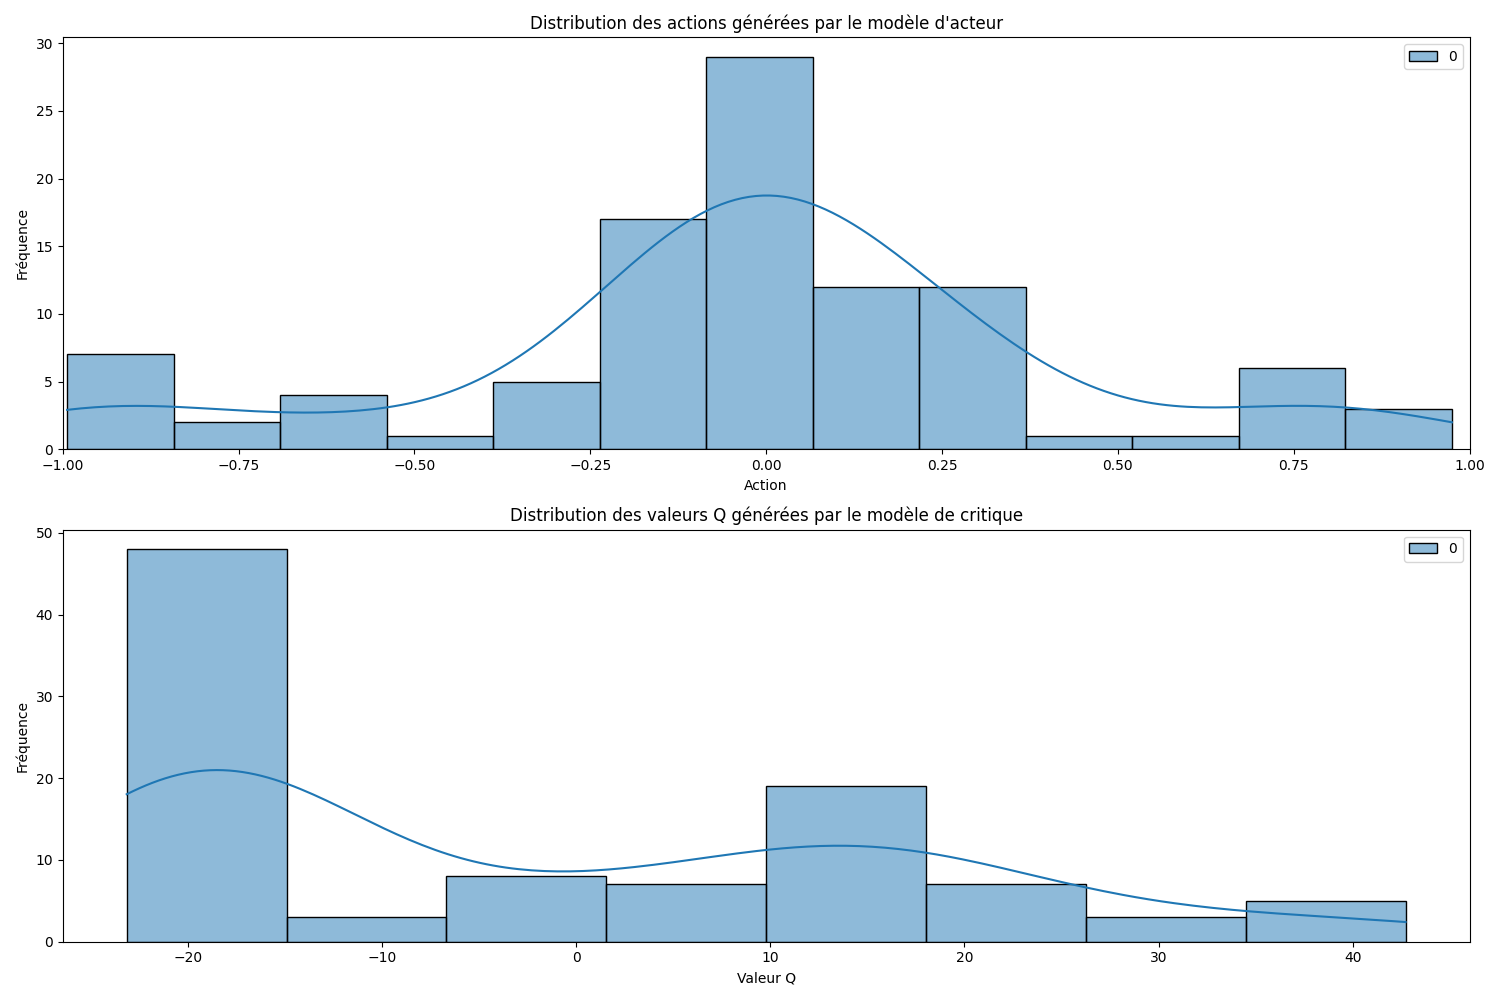 Distribution des actions générées par le modèle d'acteur
0
30
25
20
15
10
5
0
Fréquence
−1.00 −0.75 −0.50 −0.25 0.00 0.25 0.50 0.75 1.00
Action
Distribution des valeurs Q générées par le modèle de critique
0
50
40
30
20
10
0
Fréquence
−20 −10 0 10 20 30 40
Valeur Q